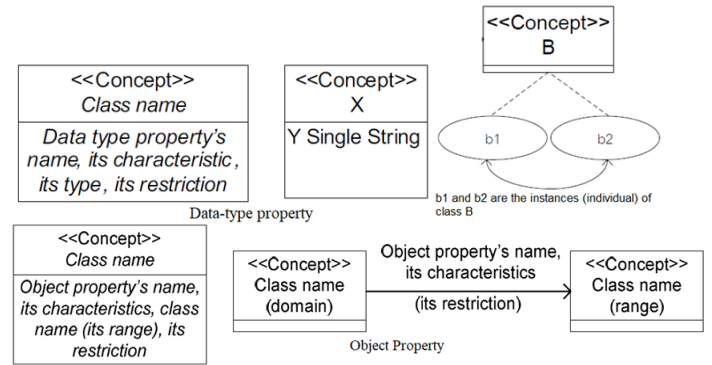 <<Concept>>
Class name
Data type property's
name, its characteristic,
its type, its restriction
<<Concept>>
X
Y Single String
Data-type property
<<Concept>>
B
b1
b2
b1 and b2 are the instances (individual) of
class B
<<Concept>>
Class name
Object property's name,
its characteristics, class
name (its range), its
restriction
<<Concept>>
Class name
(domain)
Object property's name,
its characteristics
(its restriction)
<<Concept>>
Class name
(range)
Object Property